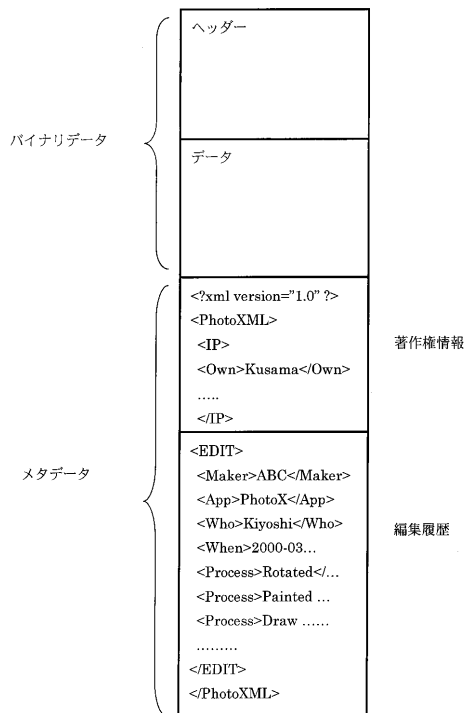 ヘッダー
バイナリデータ
データ
<?xml version="1.0" ?>
<PhotoXML>
<IP>
<Own>Kusama</Own>
.....
</IP>
著作権情報
メタデータ
<EDIT>
<Maker>ABC</Maker>
<App>PhotoX</App>
<Who>Kiyoshi</Who>
<When>2000-03...
<Process>Rotated</...
<Process>Painted ...
<Process>Draw ......
.........
</EDIT>
</PhotoXML>
編集履歴